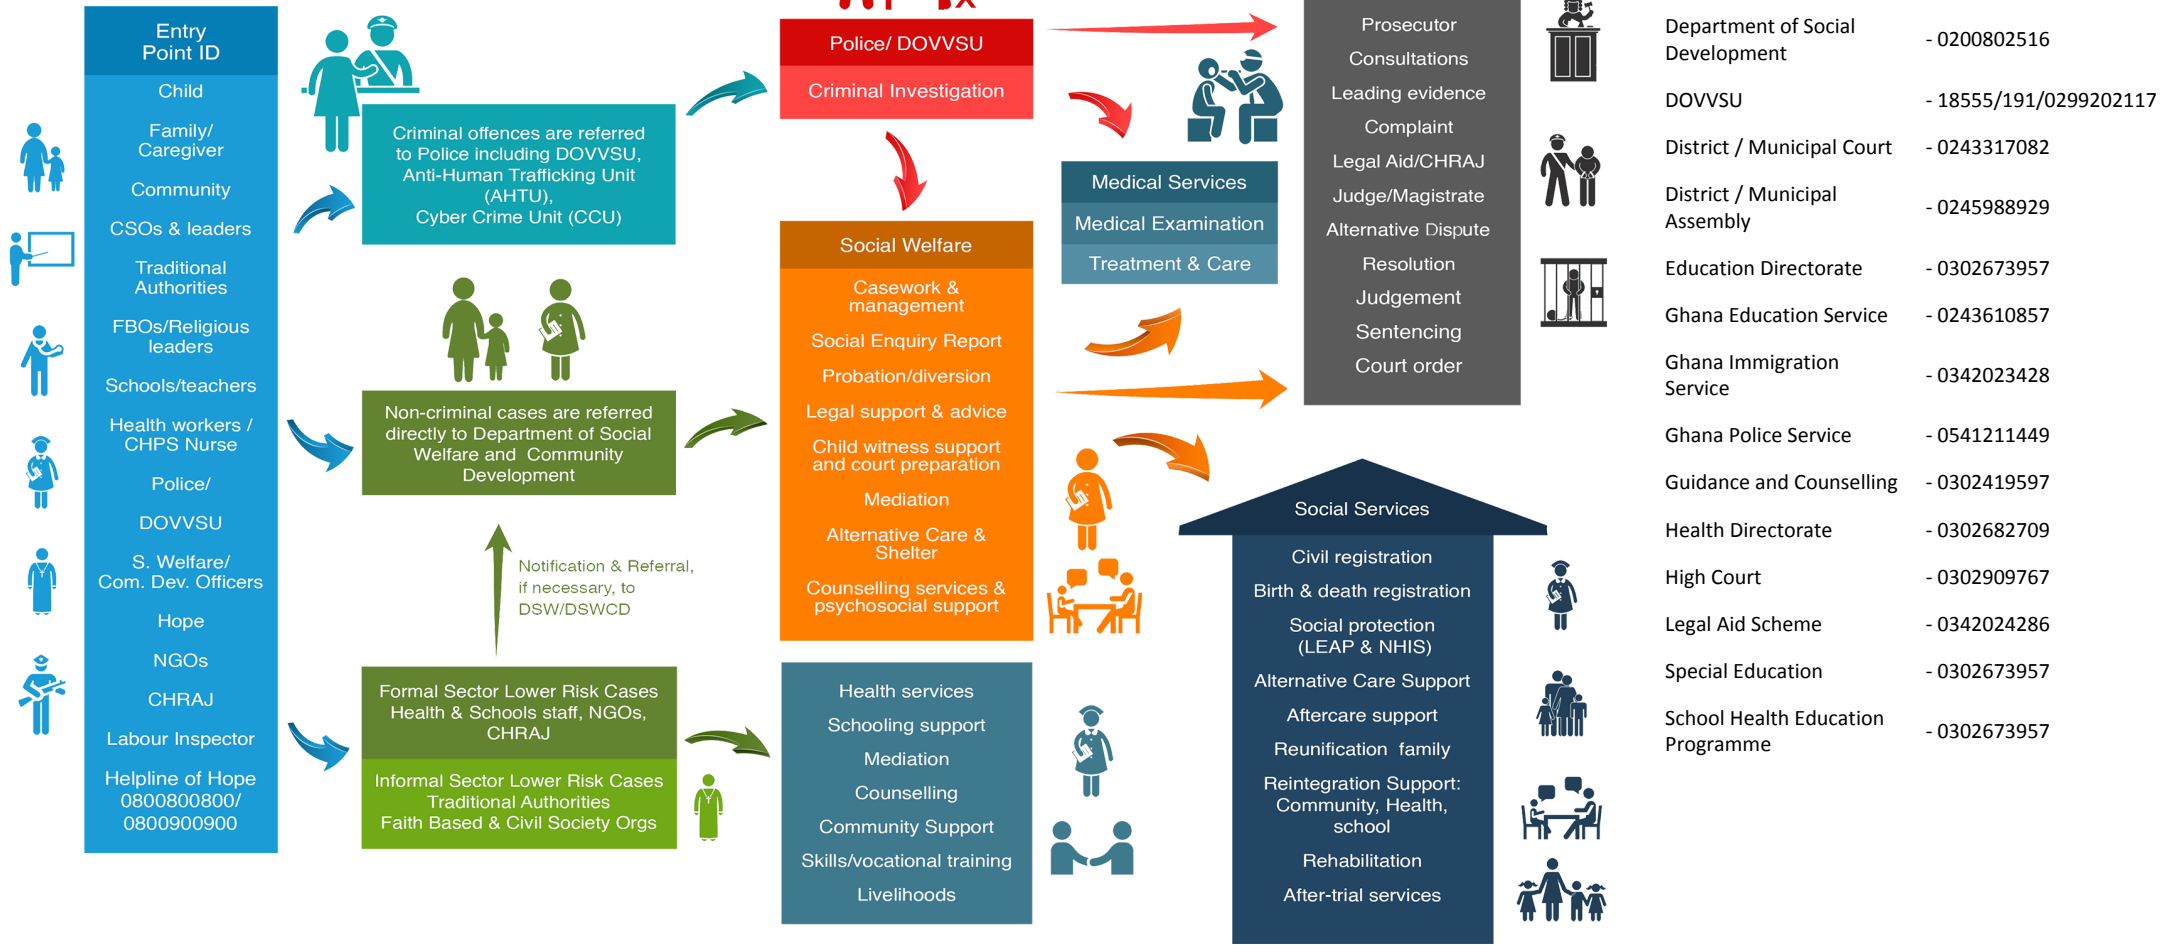 Entry
Point ID
Child
Family/
Caregiver
Community
CSOs & leaders
Traditional
Authorities
FBOs/Religious
leaders
Schools/teachers
Health workers /
CHPS Nurse
Police/
DOVVSU
S. Welfare/
Com. Dev. Officers
Hope
NGOs
CHRAJ
Labour Inspector
Helpline of Hope
0800800800/
0800900900
Criminal offences are referred
to Police including DOVVSU,
Anti-Human Trafficking Unit
(AHTU),
Cyber Crime Unit (CCU)
Non-criminal cases are referred
directly to Department of Social
Welfare and Community
Development
Notification & Referral,
if necessary, to
DSW/DSWCD
Formal Sector Lower Risk Cases
Health & Schools staff, NGOs,
CHRAJ
Informal Sector Lower Risk Cases
Traditional Authorities
Faith Based & Civil Society Orgs
Police/ DOVVSU
Criminal Investigation
Social Welfare
Casework &
management
Social Enquiry Report
Probation/diversion
Legal support & advice
Child witness support
and court preparation
Mediation
Alternative Care &
Shelter
Counselling services &
psychosocial support
Health services
Schooling support
Mediation
Counselling
Community Support
Skills/vocational training
Livelihoods
Medical Services
Medical Examination
Treatment & Care
Prosecutor
Consultations
Leading evidence
Complaint
Legal Aid/CHRAJ
Judge/Magistrate
Alternative Dispute
Resolution
Judgement
Sentencing
Court order
Social Services
Civil registration
Birth & death registration
Social protection
(LEAP & NHIS)
Alternative Care Support
Aftercare support
Reunification family
Reintegration Support:
Community, Health,
school
Rehabilitation
After-trial services
Department of Social
Development - 0200802516
DOVVSU - 18555/191/0299202117
District / Municipal Court - 0243317082
District / Municipal
Assembly - 0245988929
Education Directorate - 0302673957
Ghana Education Service - 0243610857
Ghana Immigration
Service - 0342023428
Ghana Police Service - 0541211449
Guidance and Counselling - 0302419597
Health Directorate - 0302682709
High Court - 0302909767
Legal Aid Scheme - 0342024286
Special Education - 0302673957
School Health Education
Programme - 0302673957